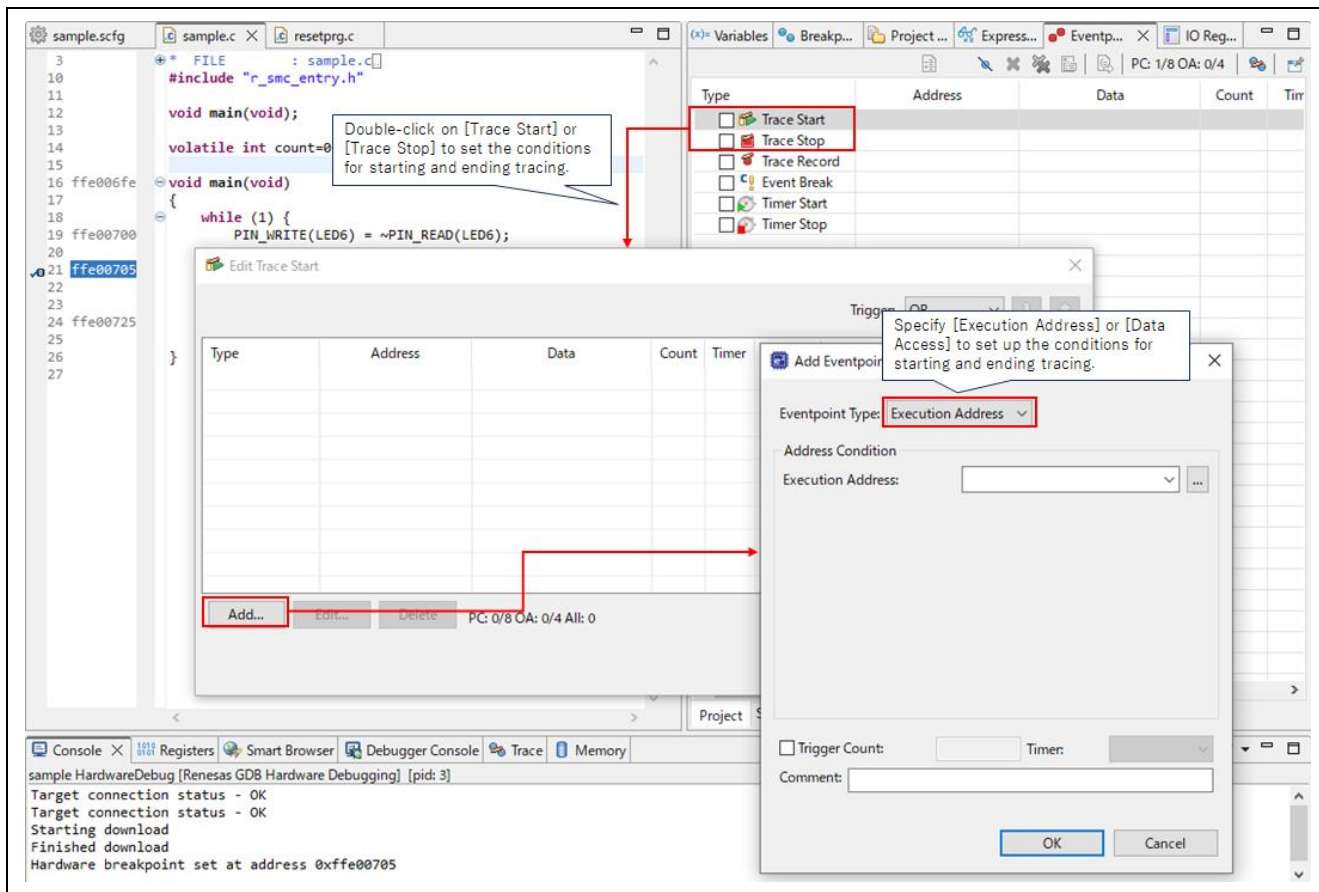 sample.scfg
sample.c
resetprg.c
3 * FILE : sample.c
10 #include "r_smc_entry.h"
11
12 void main(void);
13
14 volatile int count=0
15
16 ffe006fe void main(void)
17 {
18 while (1) {
19 ffe00700 PIN_WRITE(LED6) = ~PIN_READ(LED6);
20
21 ffe00705
22
23
24 ffe00725
25
26 }
27
Double-click on [Trace Start] or
[Trace Stop] to set the conditions
for starting and ending tracing.
(x)= Variables
Breakp...
Project ...
Express...
Eventp...
IO Reg...
PC: 1/8 OA: 0/4
Type Address Data Count
Trace Start
Trace Stop
Trace Record
Event Break
Timer Start
Timer Stop
Edit Trace Start
Type Address Data Count Timer
Add... Edit... Delete PC: 0/8 OA: 0/4 All: 0
Specify [Execution Address] or [Data
Access] to set up the conditions for
starting and ending tracing.
Eventpoint Type: Execution Address
Address Condition
Execution Address:
...
Trigger Count: Timer:
Comment:
OK Cancel
Project
Console
Registers
Smart Browser
Debugger Console
Trace
Memory
sample HardwareDebug [Renesas GDB Hardware Debugging] [pid: 3]
Target connection status - OK
Target connection status - OK
Starting download
Finished download
Hardware breakpoint set at address 0xffe00705